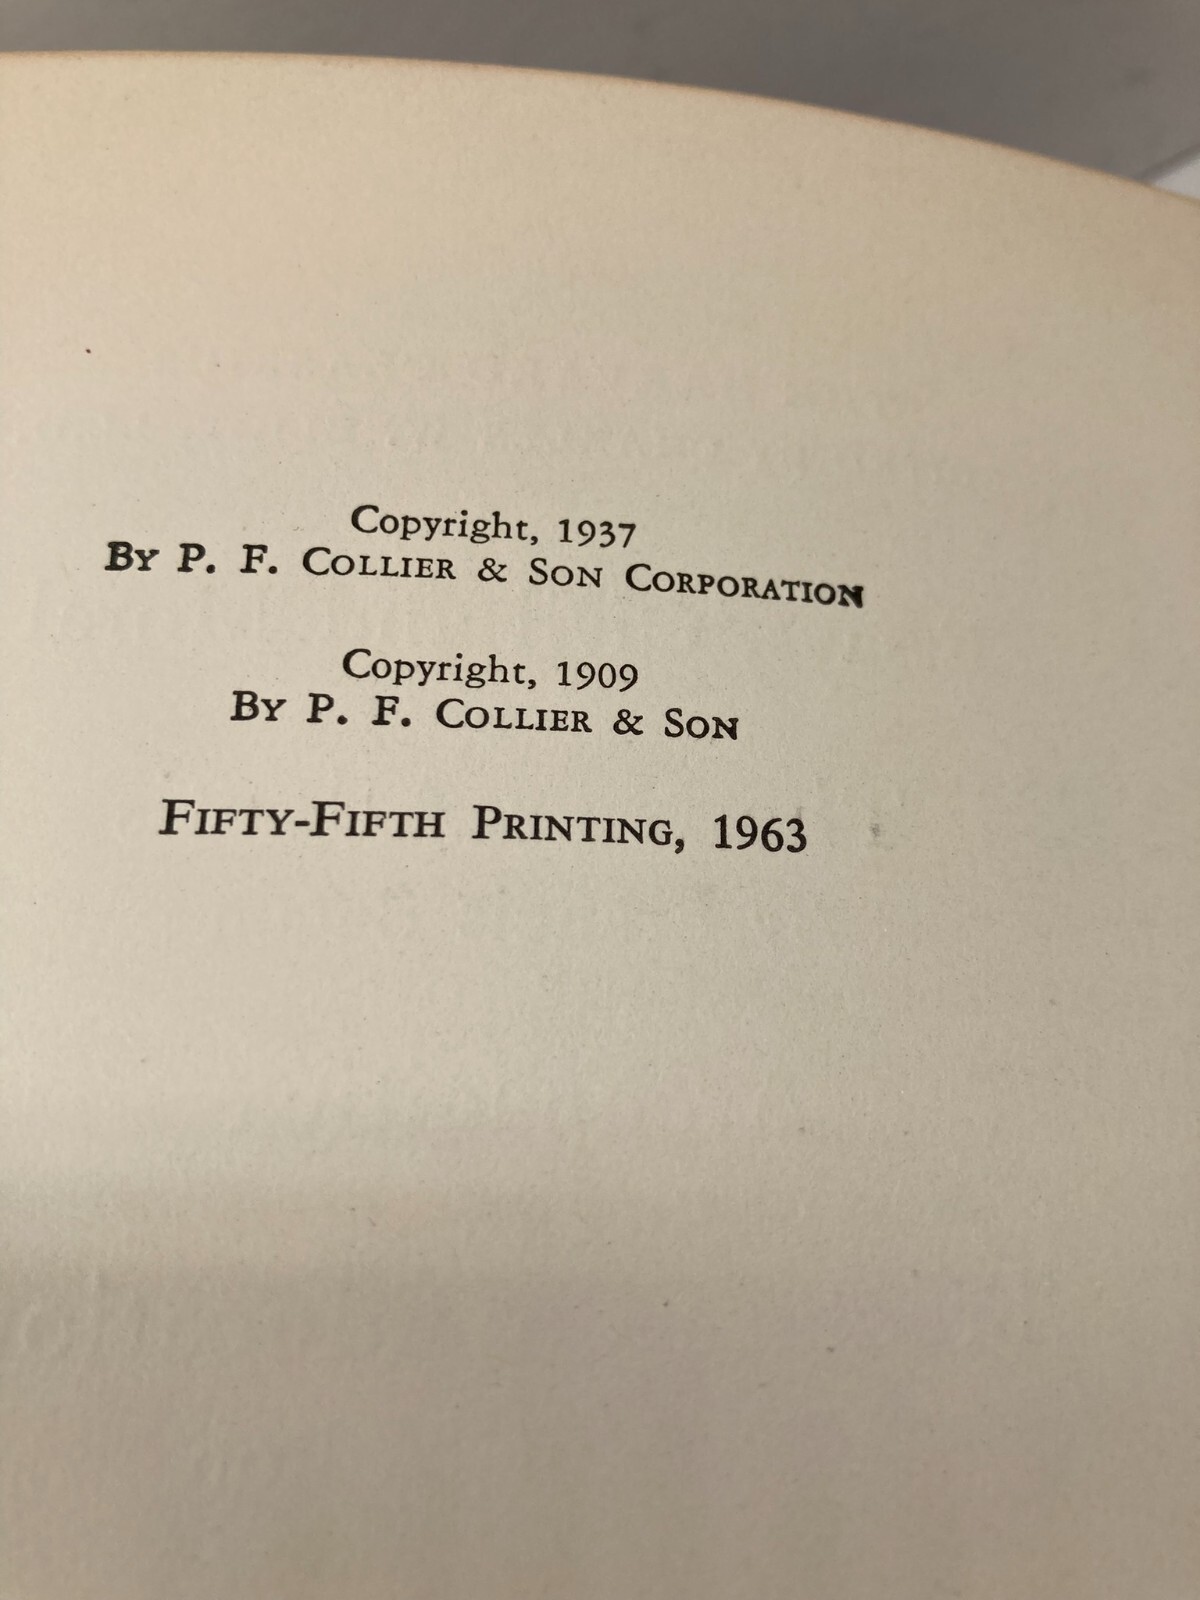 Copyright, 1937
By P. F. Collier & Son Corporation
Copyright, 1909
By P. F. Collier & Son
Fifty-Fifth Printing, 1963